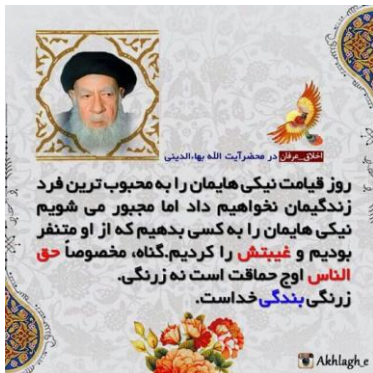 اخلاق_عرفان در محضرآیت الله بهاءالدینی
روز قیامت نیکی هایمان را به محبوب ترین فرد
زندگیمان نخواهیم داد اما مجبور می شویم
نیکی هایمان را به کسی بدهیم که از او متنفر
بودیم و غیبتش را کردیم.گناه، مخصوصاً حق
الناس اوج حماقت است نه زرنگی.
زرنگی بندگی خداست.
Akhlagh_e